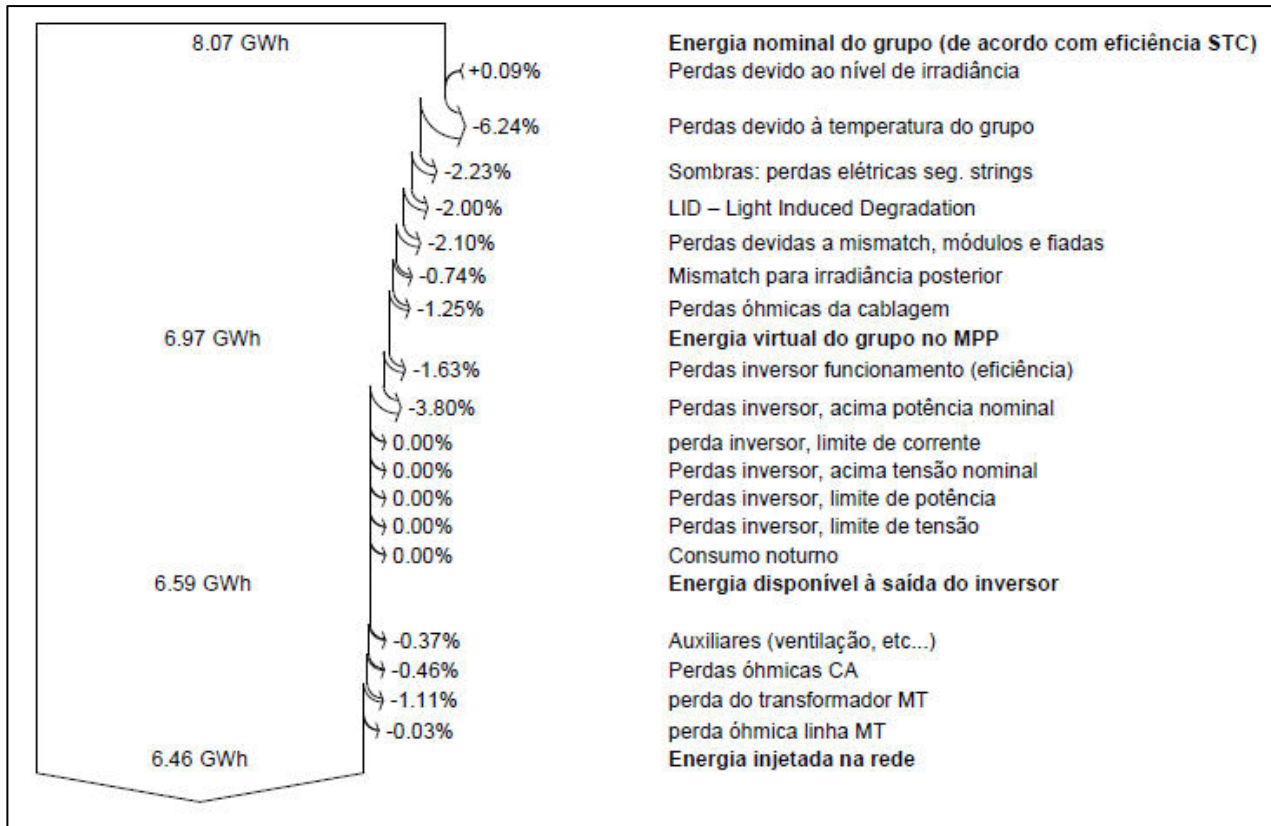 8.07 GWh Energia nominal do grupo (de acordo com eficiência STC)
+0.09% Perdas devido ao nível de irradiância
-6.24% Perdas devido à temperatura do grupo
-2.23% Sombras: perdas elétricas seg. strings
-2.00% LID – Light Induced Degradation
-2.10% Perdas devidas a mismatch, módulos e fiadas
-0.74% Mismatch para irradiância posterior
-1.25% Perdas óhmicas da cablagem
6.97 GWh Energia virtual do grupo no MPP
-1.63% Perdas inversor funcionamento (eficiência)
-3.80% Perdas inversor, acima potência nominal
0.00% perda inversor, limite de corrente
0.00% Perdas inversor, acima tensão nominal
0.00% Perdas inversor, limite de potência
0.00% Perdas inversor, limite de tensão
0.00% Consumo noturno
6.59 GWh Energia disponível à saída do inversor
-0.37% Auxiliares (ventilação, etc...)
-0.46% Perdas óhmicas CA
-1.11% perda do transformador MT
-0.03% perda óhmica linha MT
6.46 GWh Energia injetada na rede